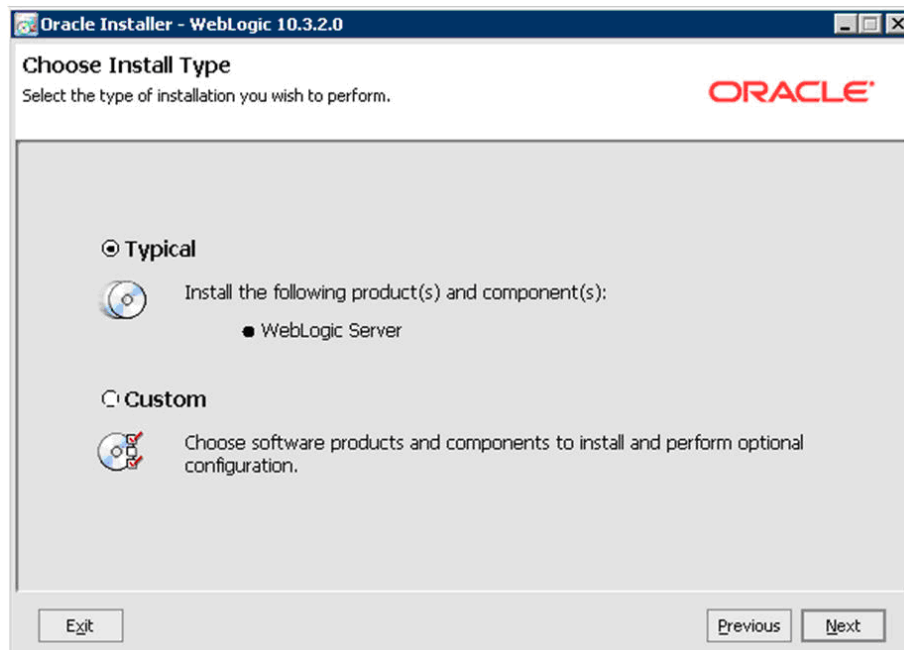 Oracle Installer - WebLogic 10.3.2.0
Choose Install Type
Select the type of installation you wish to perform.
ORACLE
Typical
Install the following product(s) and component(s):
WebLogic Server
Custom
Choose software products and components to install and perform optional
configuration.
Exit
Previous
Next